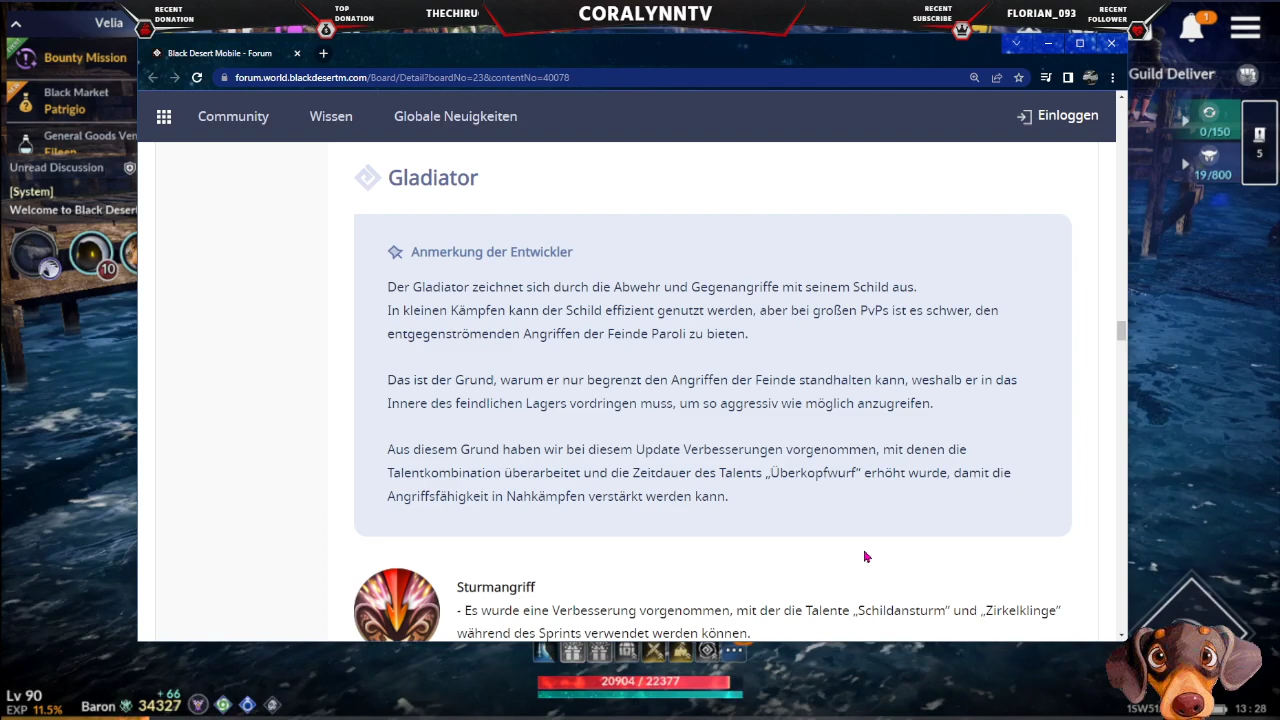 RECENT
DONATION
TOP
DONATION
THECHIRU
CORALYNNTV
RECENT
SUBSCRIBE
FLORIAN_093
RECENT
FOLLOWER
Velia
Bounty Mission
Black Market
Patrigio
General Goods Ven
Eileen
Unread Discussion
[System]
Welcome to Black Desert
10
1
Guild Deliver
0/150
19/800
5
Black Desert Mobile - Forum
forum.world.blackdesertm.com/Board/Detail?boardNo=23&contentNo=40078
Community
Wissen
Globale Neuigkeiten
Einloggen
Gladiator
Anmerkung der Entwickler
Der Gladiator zeichnet sich durch die Abwehr und Gegenangriffe mit seinem Schild aus.
In kleinen Kämpfen kann der Schild effizient genutzt werden, aber bei großen PvPs ist es schwer, den
entgegenströmenden Angriffen der Feinde Paroli zu bieten.
Das ist der Grund, warum er nur begrenzt den Angriffen der Feinde standhalten kann, weshalb er in das
Innere des feindlichen Lagers vordringen muss, um so aggressiv wie möglich anzugreifen.
Aus diesem Grund haben wir bei diesem Update Verbesserungen vorgenommen, mit denen die
Talentkombination überarbeitet und die Zeitdauer des Talents „Überkopfwurf“ erhöht wurde, damit die
Angriffsfähigkeit in Nahkämpfen verstärkt werden kann.
Sturmangriff
- Es wurde eine Verbesserung vorgenommen, mit der die Talente „Schildansturm“ und „Zirkelklinge“
während des Sprints verwendet werden können.
20904 / 22377
Lv 90
EXP 11.5%
Baron
+ 66
34327
1SW51
13 : 28